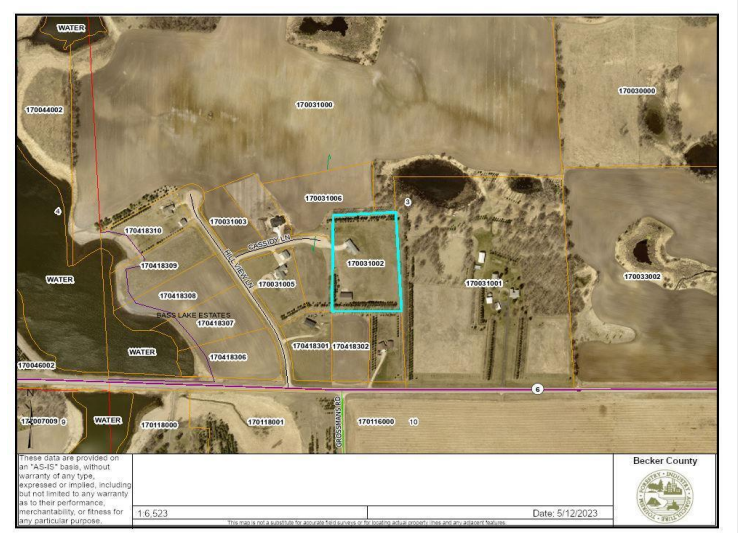 WATER
170044002
170031000
170030000
170031006
3
4
170418310
170031003
CASSIDY LN
HILL VIEW LN
170031002
170418309
170033002
WATER
170031005
170031001
170418308
BASS LAKE ESTATES
170418307
170418301
170418302
WATER
170418306
170046002
6
N
9
WATER
170118000
170118001
GROSSMANS RD
170116000
10
These data are provided on
an "AS-IS" basis, without
warranty of any type,
expressed or implied, including
but not limited to any warranty
as to their performance,
merchantability, or fitness for
any particular purpose.
1:6,523
Date: 5/12/2023
This map is not a substitute for accurate field surveys or for locating actual property lines and any adjacent features.
Becker County